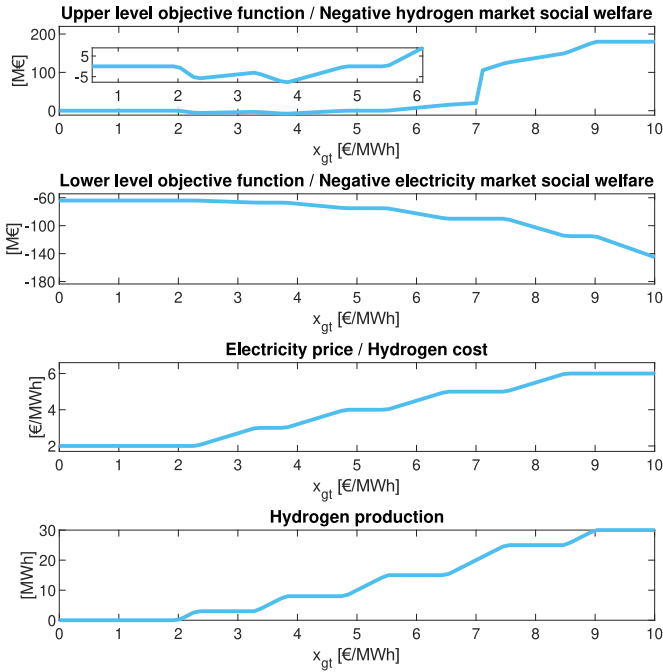 Upper level objective function / Negative hydrogen market social welfare
[M€]
200
100
0
5
-5
1 2 3 4 5 6
0 1 2 3 4 5 6 7 8 9 10
x_gt [€/MWh]
Lower level objective function / Negative electricity market social welfare
[M€]
-60
-100
-140
-180
0 1 2 3 4 5 6 7 8 9 10
x_gt [€/MWh]
Electricity price / Hydrogen cost
[€/MWh]
6
4
2
0 1 2 3 4 5 6 7 8 9 10
x_gt [€/MWh]
Hydrogen production
[MWh]
30
20
10
0
0 1 2 3 4 5 6 7 8 9 10
x_gt [€/MWh]